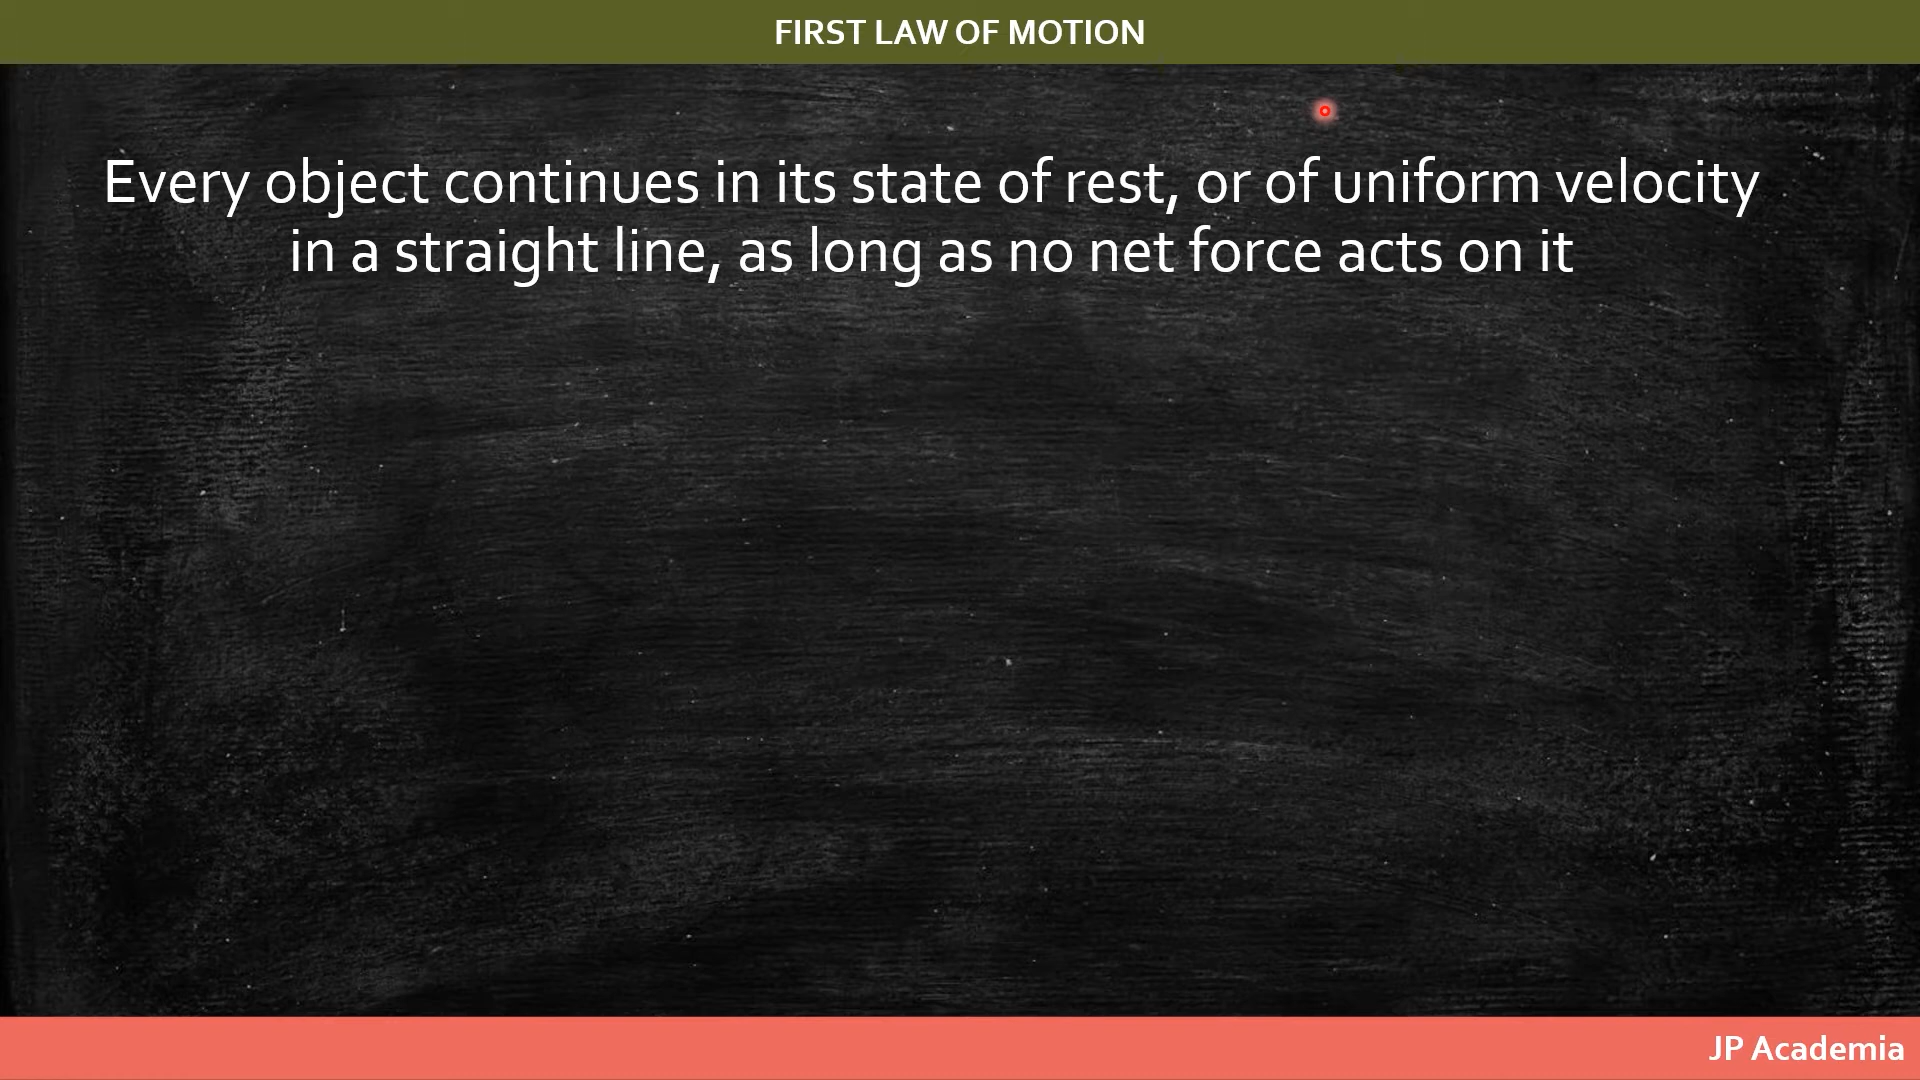 FIRST LAW OF MOTION
Every object continues in its state of rest, or of uniform velocity
in a straight line, as long as no net force acts on it
JP Academia